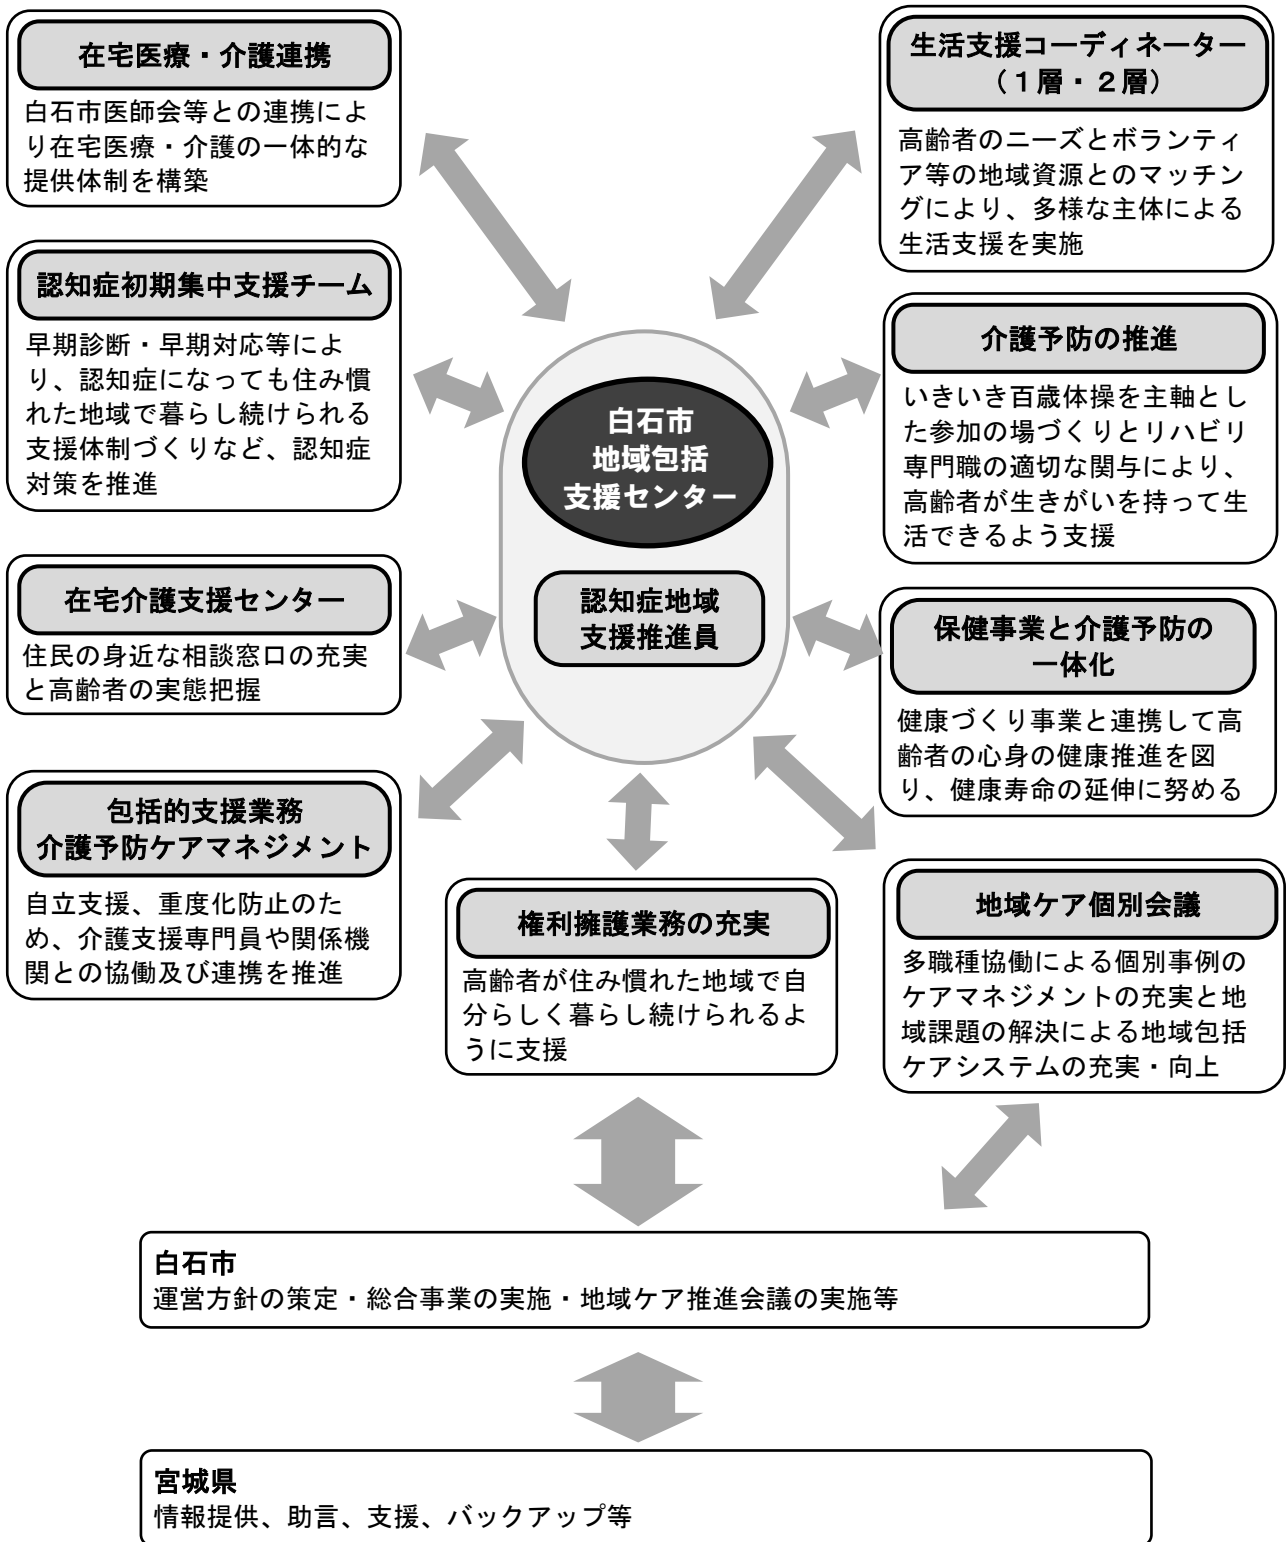 在宅医療・介護連携
白石市医師会等との連携によ
り在宅医療・介護の一体的な
提供体制を構築
認知症初期集中支援チーム
早期診断・早期対応等によ
り、認知症になっても住み慣
れた地域で暮らし続けられる
支援体制づくりなど、認知症
対策を推進
在宅介護支援センター
住民の身近な相談窓口の充実
と高齢者の実態把握
包括的支援業務
介護予防ケアマネジメント
自立支援、重度化防止のた
め、介護支援専門員や関係機
関との協働及び連携を推進
白石市
地域包括
支援センター
認知症地域
支援推進員
権利擁護業務の充実
高齢者が住み慣れた地域で自
分らしく暮らし続けられるよ
うに支援
生活支援コーディネーター
（１層・２層）
高齢者のニーズとボランティ
ア等の地域資源とのマッチン
グにより、多様な主体による
生活支援を実施
介護予防の推進
いきいき百歳体操を主軸とし
た参加の場づくりとリハビリ
専門職の適切な関与により、
高齢者が生きがいを持って生
活できるよう支援
保健事業と介護予防の
一体化
健康づくり事業と連携して高
齢者の心身の健康推進を図
り、健康寿命の延伸に努める
地域ケア個別会議
多職種協働による個別事例の
ケアマネジメントの充実と地
域課題の解決による地域包括
ケアシステムの充実・向上
白石市
運営方針の策定・総合事業の実施・地域ケア推進会議の実施等
宮城県
情報提供、助言、支援、バックアップ等